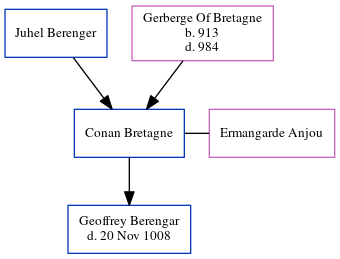 Juhel Berenger
Gerberge Of Bretagne
b. 913
d. 984
Conan Bretagne
Ermangarde Anjou
Geoffrey Berengar
d. 20 Nov 1008